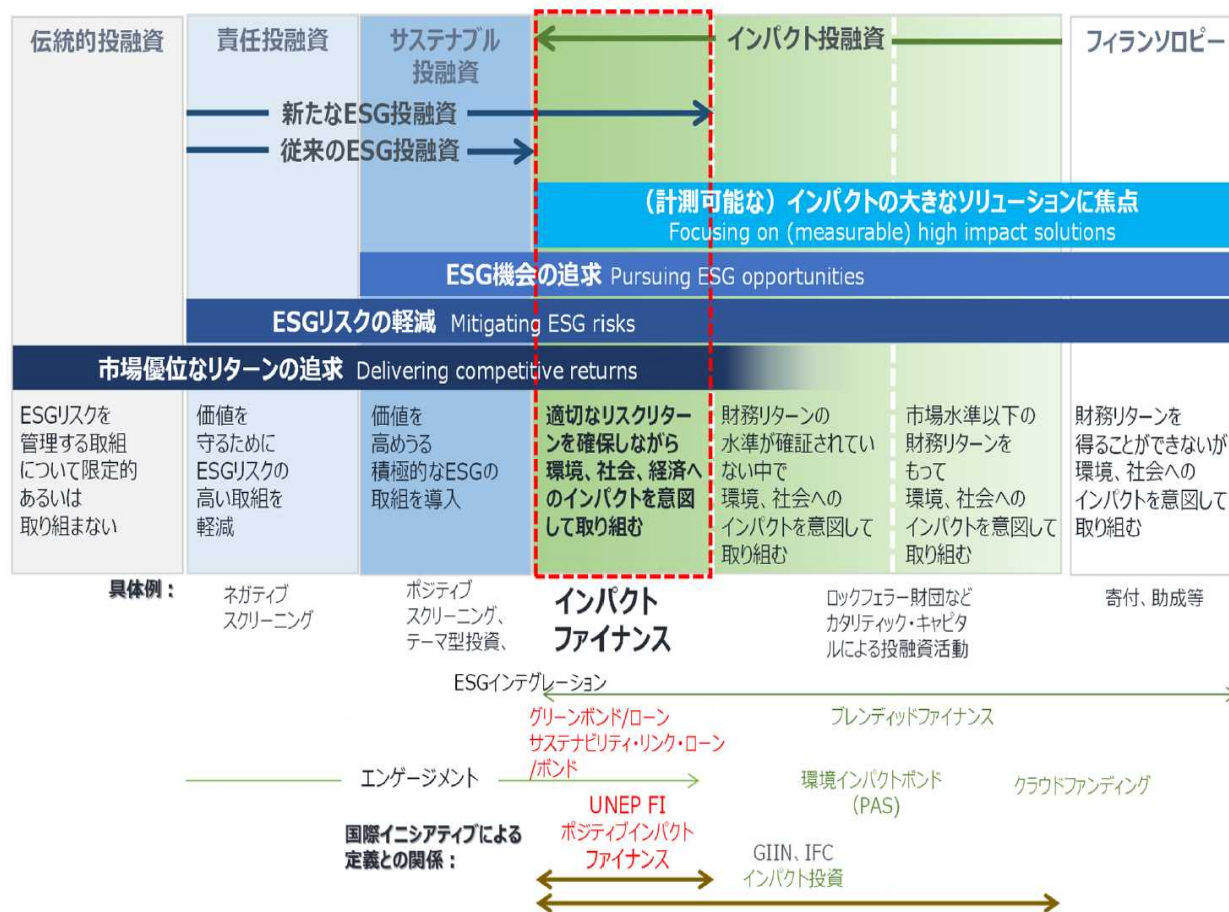 伝統的投融資
責任投融資
サステナブル
投融資
インパクト投融資
フィランソロピー
新たなESG投融資
従来のESG投融資
（計測可能な）インパクトの大きなソリューションに焦点
Focusing on (measurable) high impact solutions
ESG機会の追求 Pursuing ESG opportunities
ESGリスクの軽減 Mitigating ESG risks
市場優位なリターンの追求 Delivering competitive returns
ESGリスクを
管理する取組
について限定的
あるいは
取り組まない
価値を
守るために
ESGリスクの
高い取組を
軽減
価値を
高めうる
積極的なESGの
取組を導入
適切なリスクリター
ンを確保しながら
環境、社会、経済へ
のインパクトを意図
して取り組む
財務リターンの
水準が確証されてい
ない中で
環境、社会への
インパクトを意図して
取り組む
市場水準以下の
財務リターンを
もって
環境、社会への
インパクトを意図して
取り組む
財務リターンを
得ることができないが
環境、社会への
インパクトを意図して
取り組む
具体例：
ネガティブ
スクリーニング
ポジティブ
スクリーニング、
テーマ型投資、
インパクト
ファイナンス
ロックフェラー財団など
カタリティック・キャピタ
ルによる投融資活動
寄付、助成等
ESGインテグレーション
グリーンボンド/ローン
サステナビリティ・リンク・ローン
/ボンド
ブレンディッドファイナンス
エンゲージメント
環境インパクトボンド
(PAS)
クラウドファンディング
UNEP FI
ポジティブインパクト
ファイナンス
国際イニシアティブによる
定義との関係：
GIIN、IFC
インパクト投資